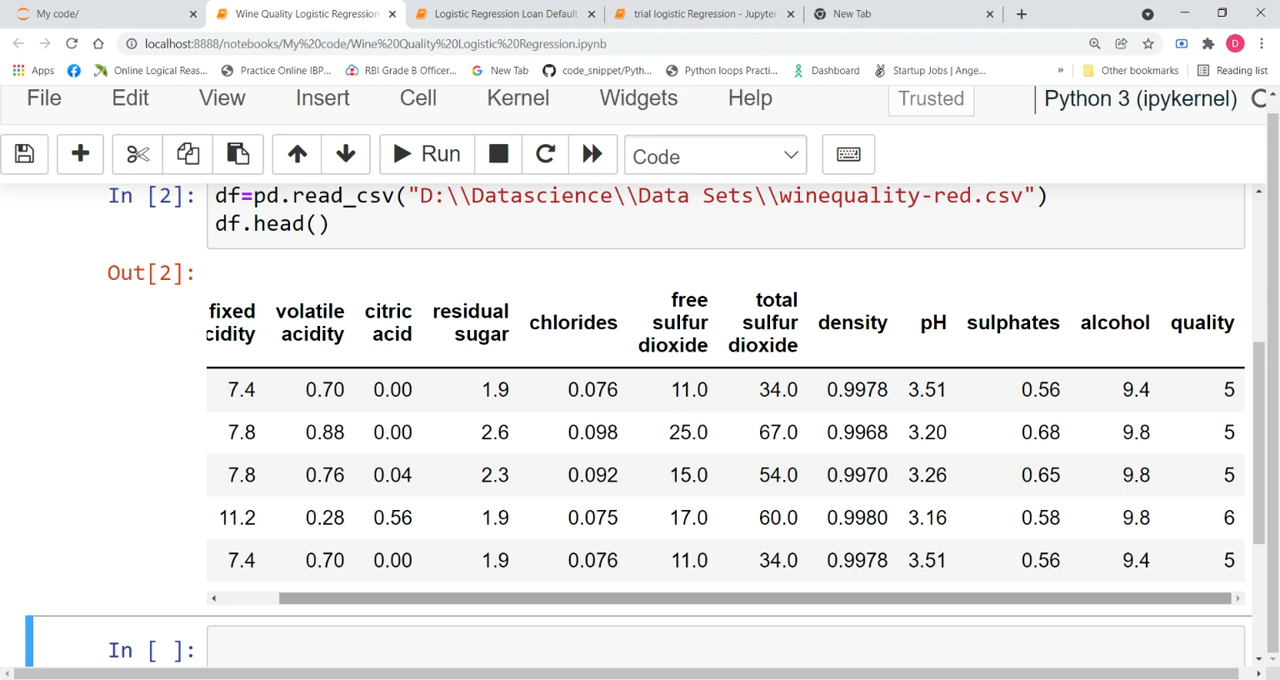 My code/
Wine Quality Logistic Regression
Logistic Regression Loan Default
trial logistic Regression - Jupyter
New Tab
localhost:8888/notebooks/My%20code/Wine%20Quality%20Logistic%20Regression.ipynb
D
Apps
Online Logical Reas...
Practice Online IBP...
RBI Grade B Officer...
New Tab
code_snippet/Pyth...
Python loops Practi...
Dashboard
Startup Jobs | Ange...
»
Other bookmarks
Reading list
File Edit View Insert Cell Kernel Widgets Help
Trusted
Python 3 (ipykernel)
Run
Code
In [2]: df=pd.read_csv("D:\\Datascience\\Data Sets\\winequality-red.csv")
df.head()
Out[2]:
fixed cidity volatile acidity citric acid residual sugar chlorides free sulfur dioxide total sulfur dioxide density pH sulphates alcohol quality
7.4 0.70 0.00 1.9 0.076 11.0 34.0 0.9978 3.51 0.56 9.4 5
7.8 0.88 0.00 2.6 0.098 25.0 67.0 0.9968 3.20 0.68 9.8 5
7.8 0.76 0.04 2.3 0.092 15.0 54.0 0.9970 3.26 0.65 9.8 5
11.2 0.28 0.56 1.9 0.075 17.0 60.0 0.9980 3.16 0.58 9.8 6
7.4 0.70 0.00 1.9 0.076 11.0 34.0 0.9978 3.51 0.56 9.4 5
In [ ]: